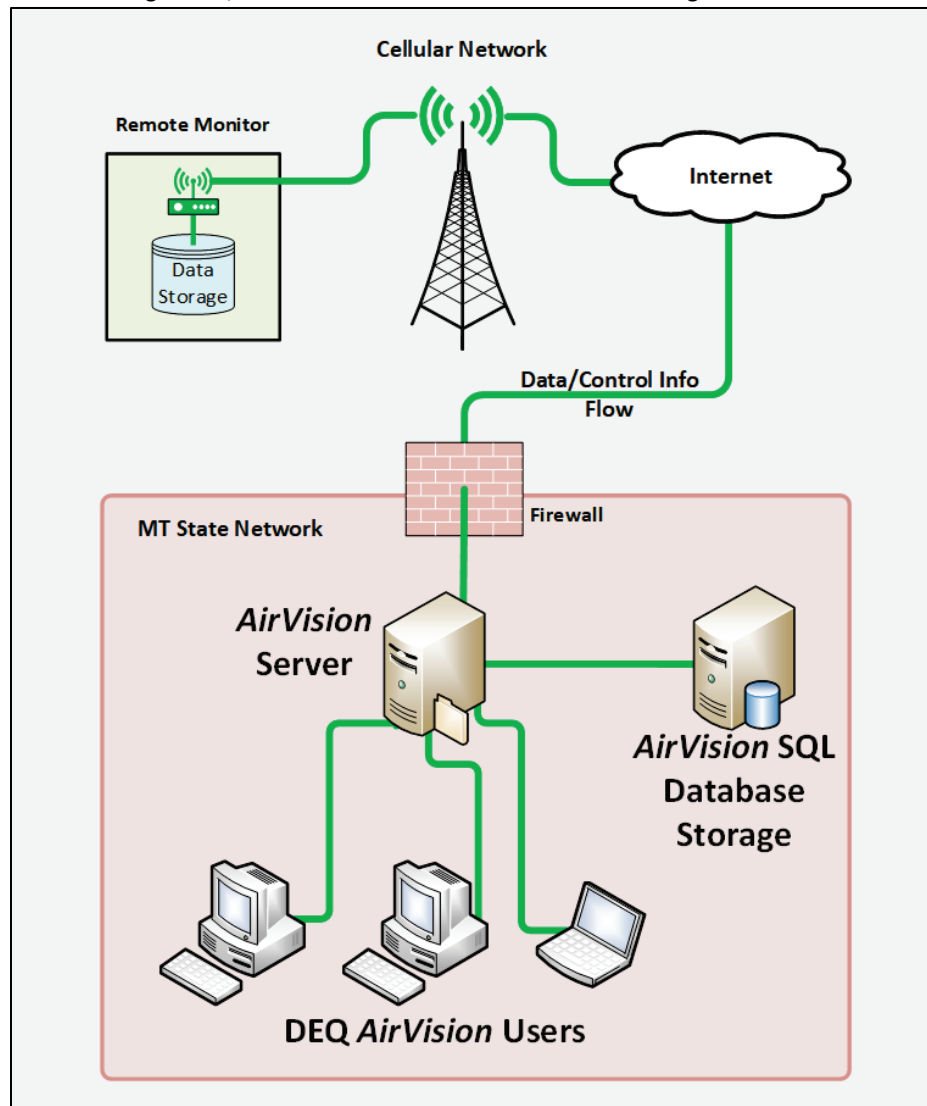 Cellular Network
Remote Monitor
Internet
Data
Storage
Data/Control Info
Flow
Firewall
MT State Network
AirVision
Server
AirVision SQL
Database
Storage
DEQ AirVision Users